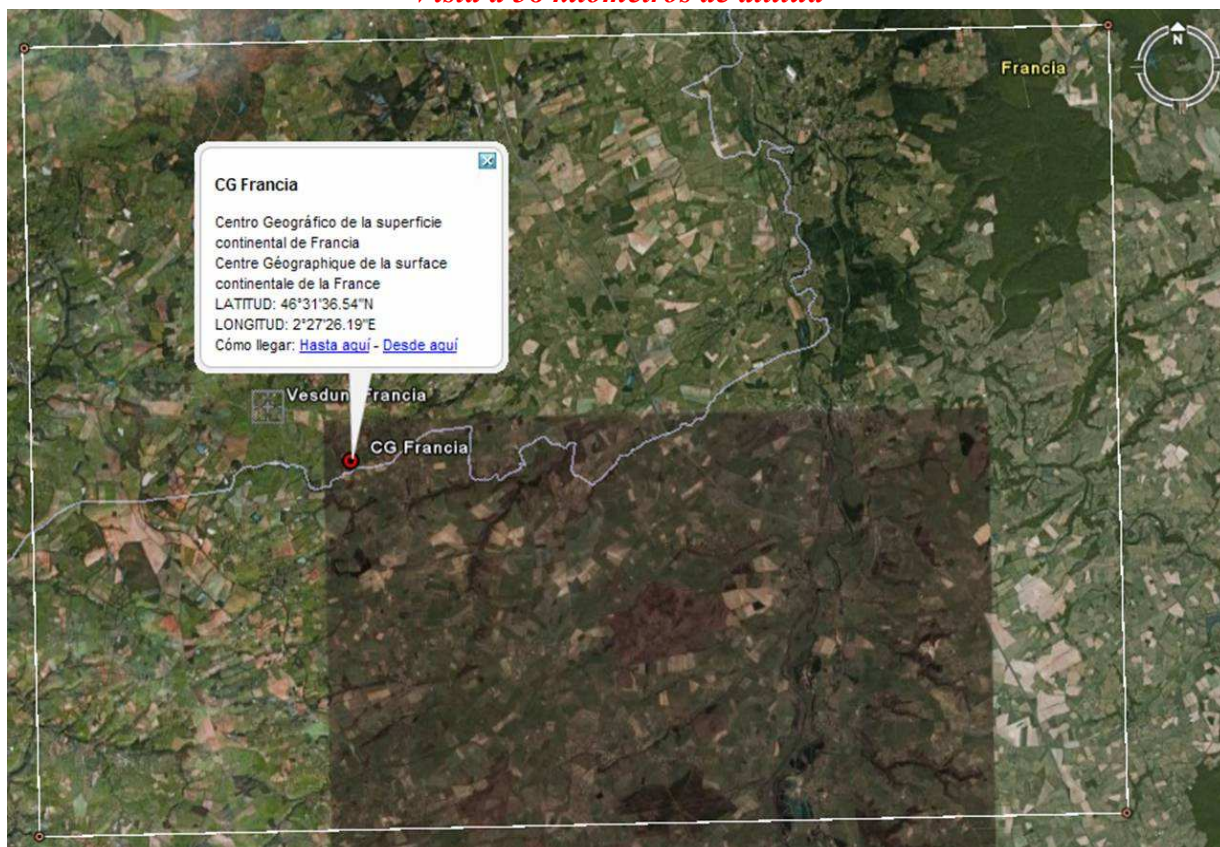 Francia
N
CG Francia
Centro Geográfico de la superficie
continental de Francia
Centre Géographique de la surface
continentale de la France
LATITUD: 46°31'36.54"N
LONGITUD: 2°27'26.19"E
Cómo llegar: Hasta aquí - Desde aquí
Francia
CG Francia